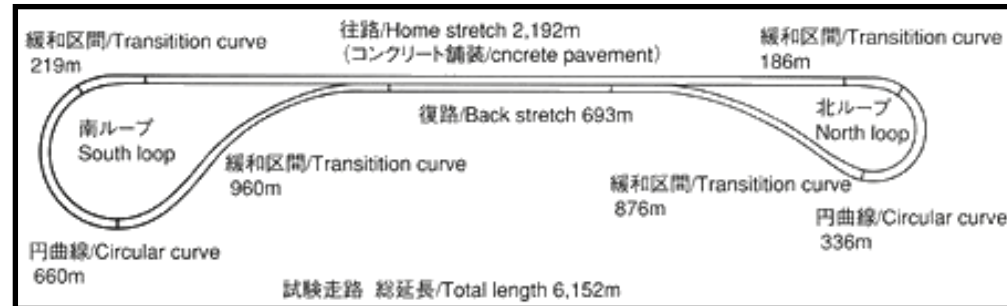 往路/Home stretch 2,192m
(コンクリート舗装/cncrete pavement)
緩和区間/Transitition curve
219m
緩和区間/Transitition curve
186m
復路/Back stretch 693m
南ループ
South loop
北ループ
North loop
緩和区間/Transitition curve
960m
緩和区間/Transitition curve
876m
円曲線/Circular curve
660m
円曲線/Circular curve
336m
試験走路 総延長/Total length 6,152m